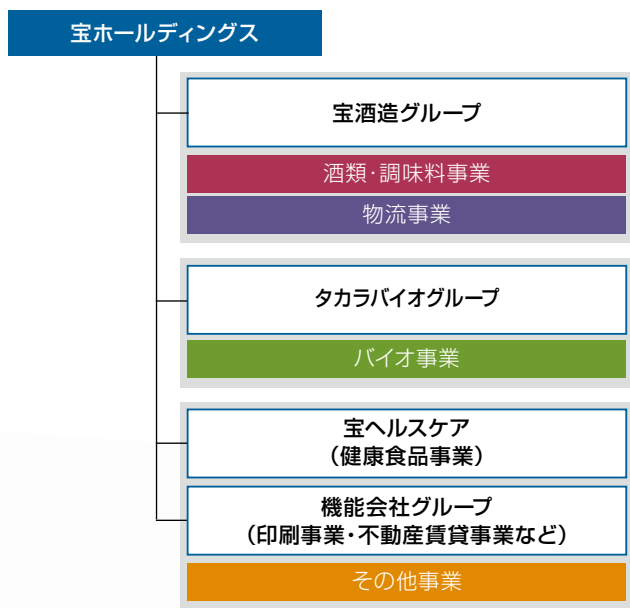 宝ホールディングス
宝酒造グループ
酒類・調味料事業
物流事業
タカラバイオグループ
バイオ事業
宝ヘルスケア
（健康食品事業）
機能会社グループ
（印刷事業・不動産賃貸事業など）
その他事業